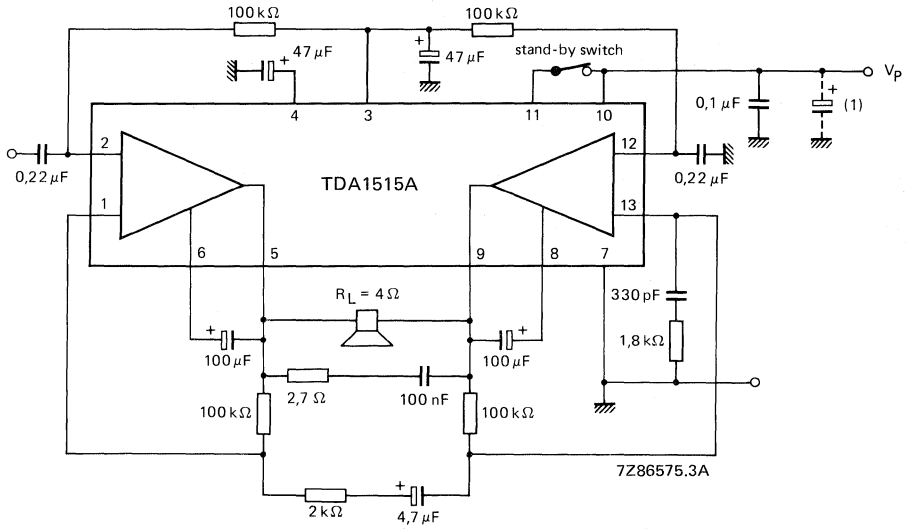 100 kΩ
100 kΩ
+
47 μF
+
47 μF
stand-by switch
VP
4
3
11
10
0,1 μF
+
(1)
2
12
0,22 μF
TDA1515A
0,22 μF
1
13
6
5
9
8
7
RL = 4 Ω
330 pF
+
100 μF
+
100 μF
1,8 kΩ
2,7 Ω
100 nF
100 kΩ
100 kΩ
7Z86575.3A
2 kΩ
+
4,7 μF